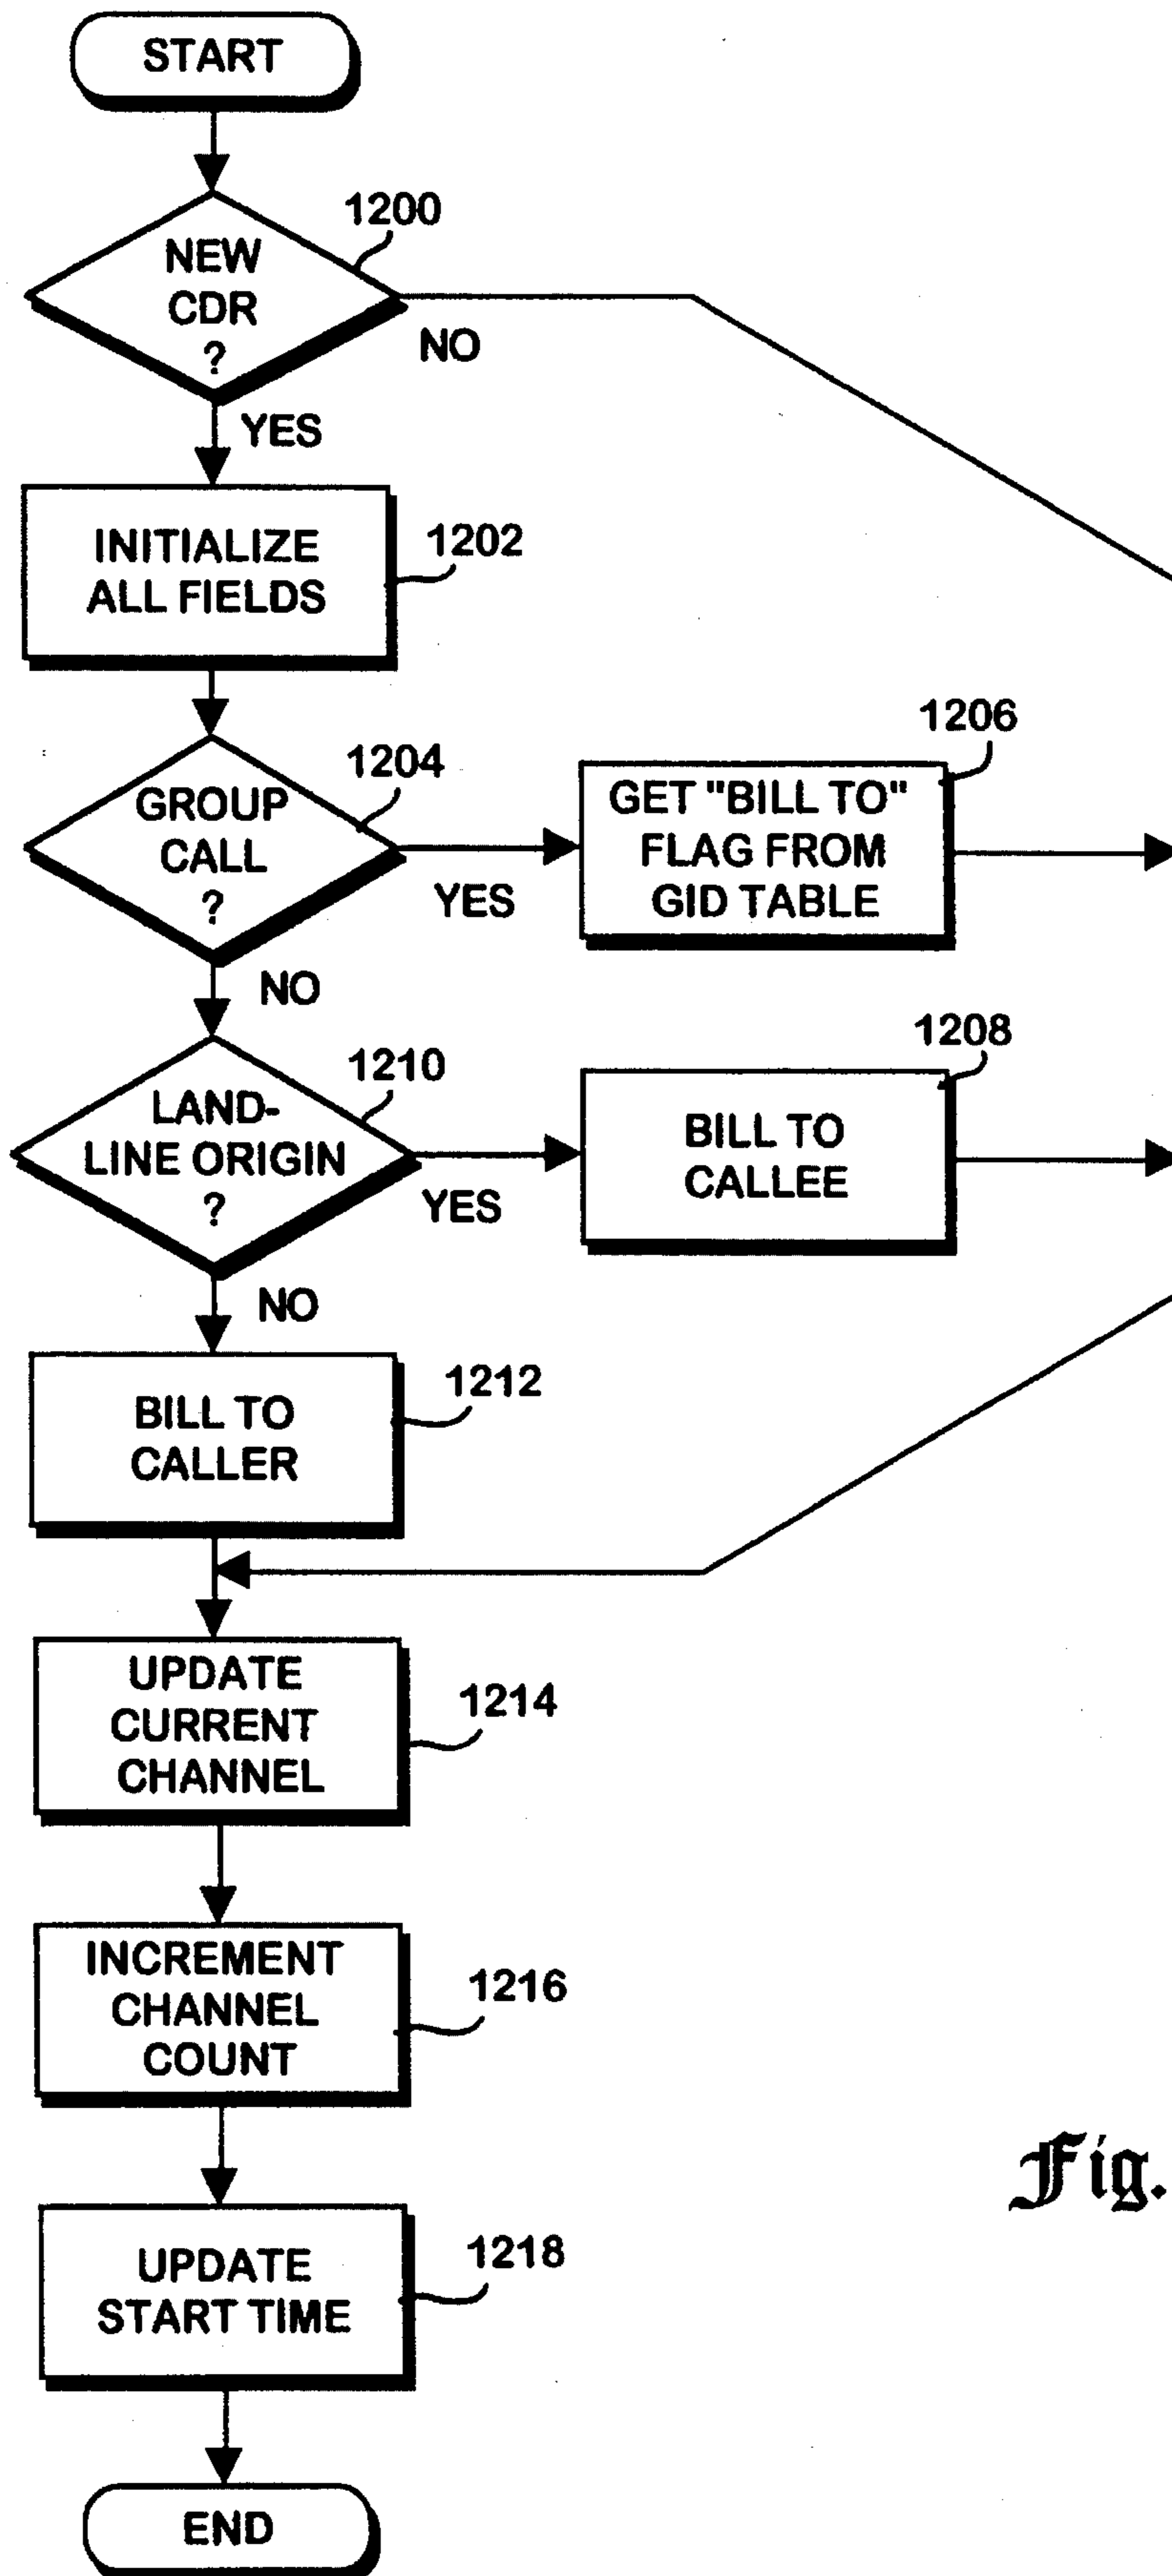 START
1200
NEW
CDR
?
NO
YES
INITIALIZE
ALL FIELDS
1202
1204
GROUP
CALL
?
YES
NO
1206
GET "BILL TO"
FLAG FROM
GID TABLE
1210
LAND-
LINE ORIGIN
?
YES
NO
1208
BILL TO
CALLEE
BILL TO
CALLER
1212
UPDATE
CURRENT
CHANNEL
1214
INCREMENT
CHANNEL
COUNT
1216
UPDATE
START TIME
1218
END
Fig.